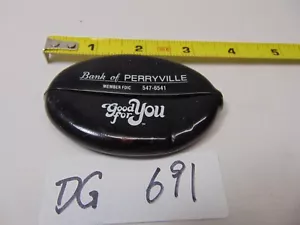 1 2 3 4 5
Bank of PERRYVILLE
MEMBER FDIC 547-6541
Good
for You
DG 691